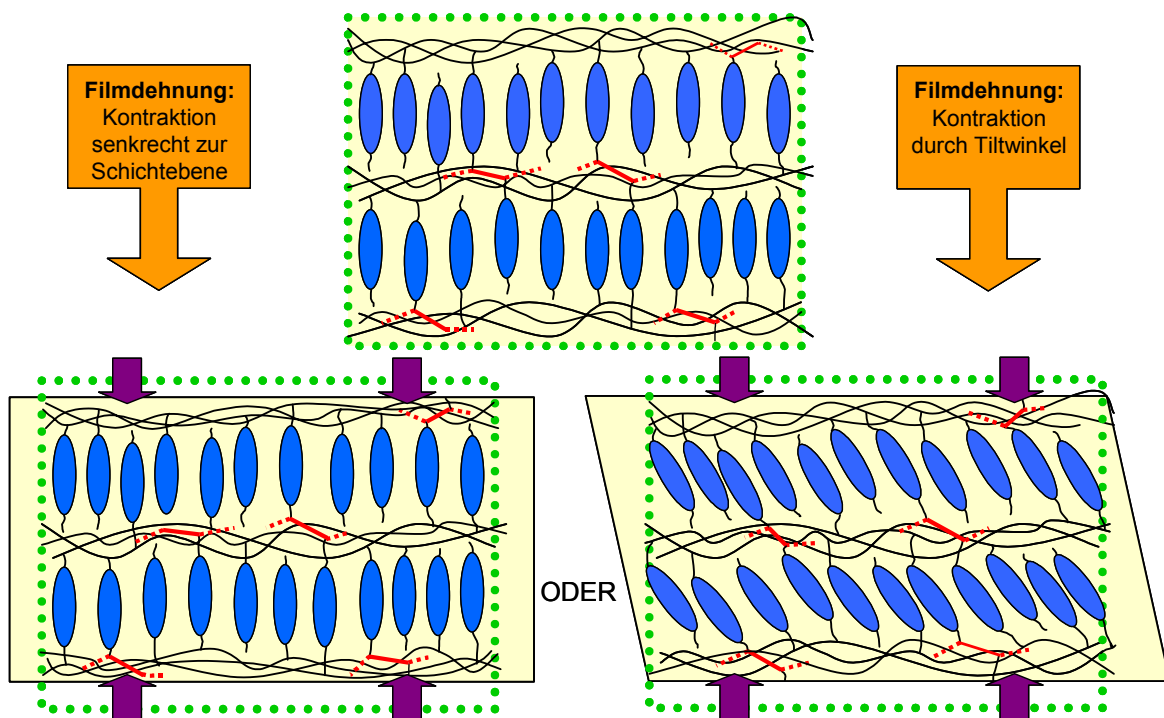 Filmdehnung:
Kontraktion
senkrecht zur
Schichtebene
Filmdehnung:
Kontraktion
durch Tiltwinkel
ODER